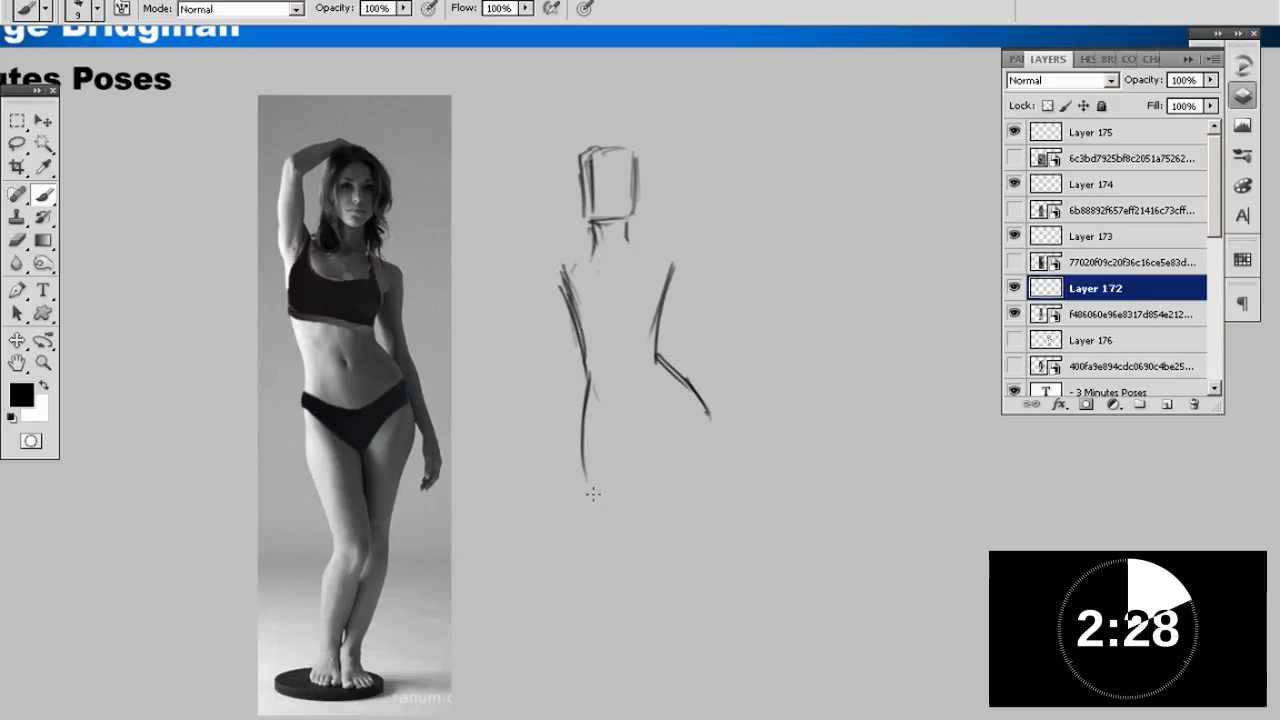 Mode: Normal Opacity: 100% Flow: 100%
9
ge Bridgman
utes Poses
LAYERS
Normal Opacity: 100%
Lock: Fill: 100%
Layer 175
6c3bd7925bf8c2051a75262...
Layer 174
6b88892f657eff21416c73cff...
Layer 173
77020f09c20f36c16ce5e83d...
Layer 172
f486060e96e8317d854e212...
Layer 176
400fa9e894cdc0690c4be25...
T - 3 Minutes Poses
2:28